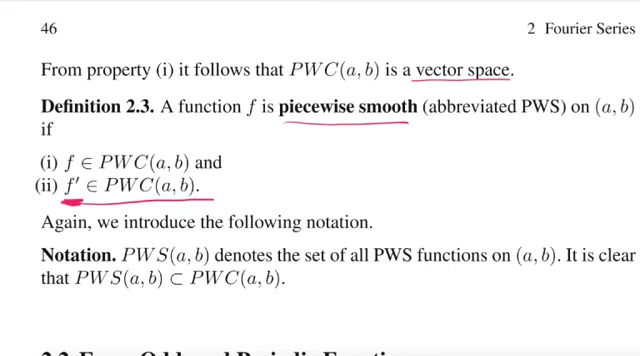 46
2 Fourier Series
From property (i) it follows that PWC(a, b) is a vector space.
Definition 2.3. A function f is piecewise smooth (abbreviated PWS) on (a, b)
if
(i) f ∈ PWC(a, b) and
(ii) f′ ∈ PWC(a, b).
Again, we introduce the following notation.
Notation. PWS(a, b) denotes the set of all PWS functions on (a, b). It is clear
that PWS(a, b) ⊂ PWC(a, b).